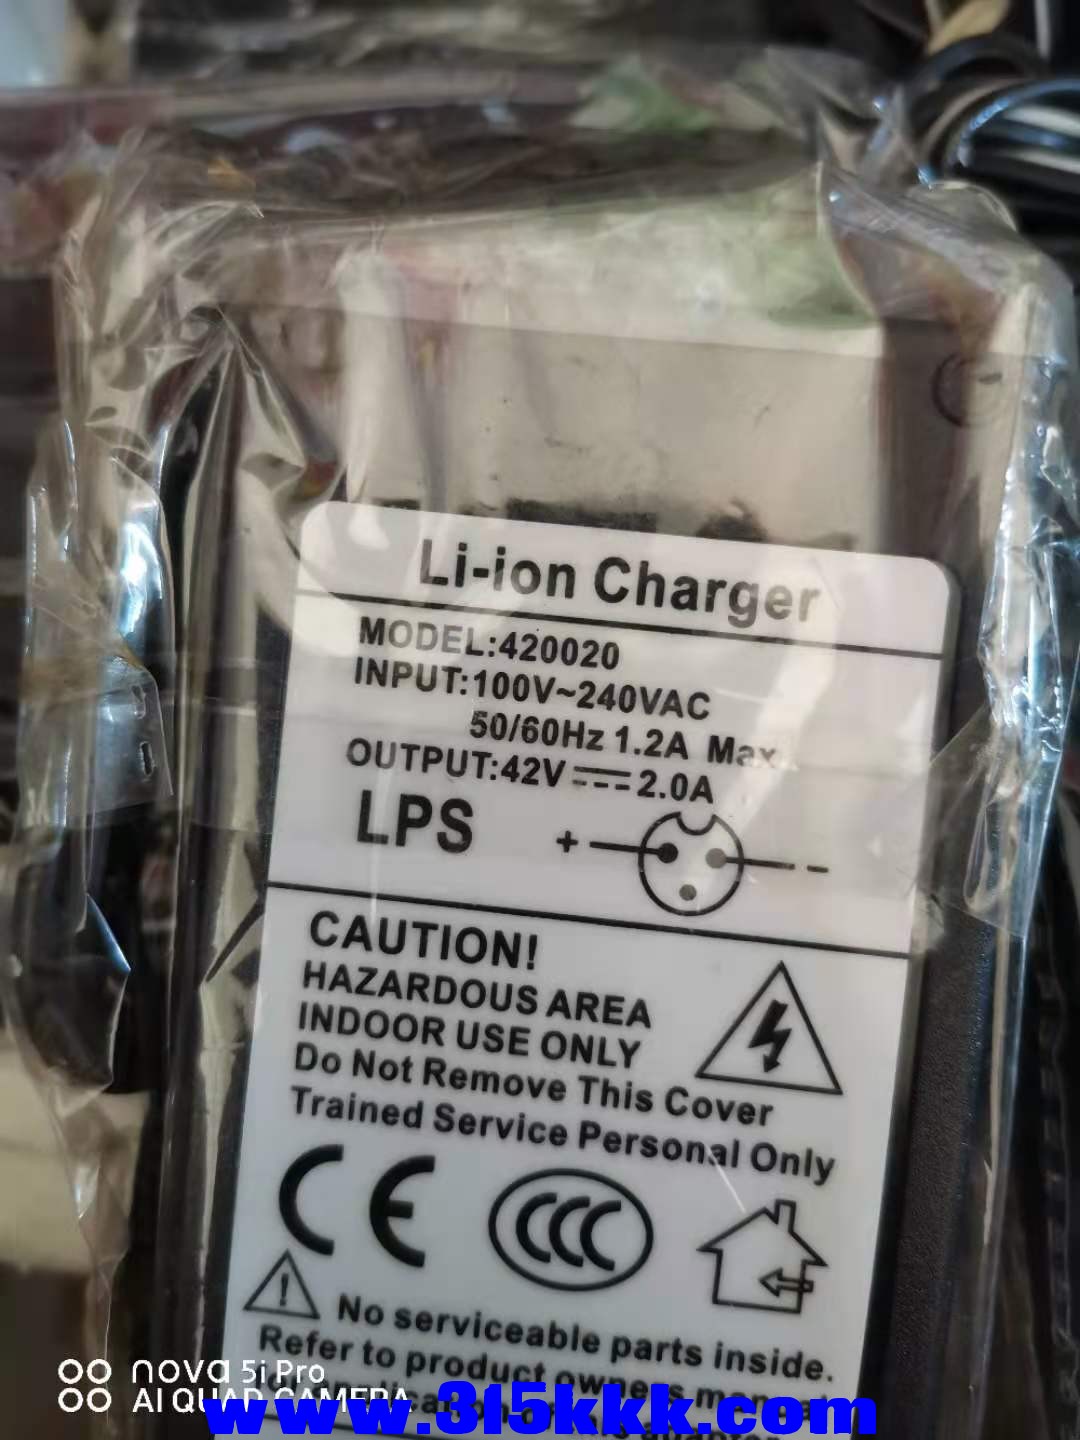 Li-ion Charger
MODEL:420020
INPUT:100V~240VAC
50/60Hz 1.2A Max
OUTPUT:42V 2.0A
LPS
+ -
CAUTION!
HAZARDOUS AREA
INDOOR USE ONLY
Do Not Remove This Cover
Trained Service Personal Only
CE CCC
! No serviceable parts inside.
Refer to product owners manual
nova 5i Pro
AI QUAD CAMERA
www.315kkk.com